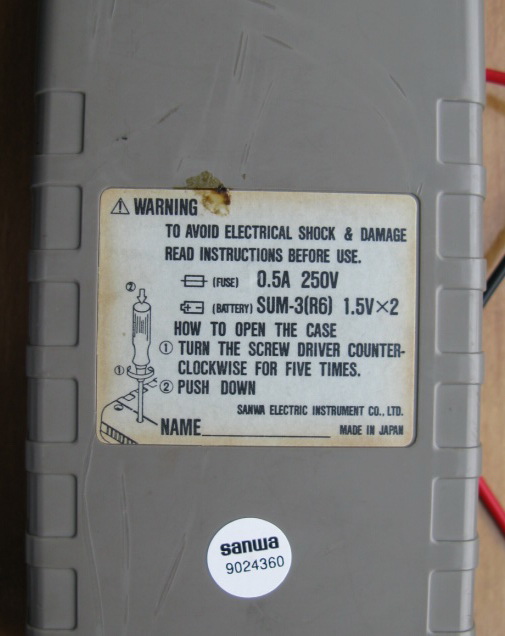 ⚠ WARNING
TO AVOID ELECTRICAL SHOCK & DAMAGE
READ INSTRUCTIONS BEFORE USE.
(FUSE) 0.5A 250V
(BATTERY) SUM-3(R6) 1.5V×2
HOW TO OPEN THE CASE
① TURN THE SCREW DRIVER COUNTER-
CLOCKWISE FOR FIVE TIMES.
② PUSH DOWN
②
①
SANWA ELECTRIC INSTRUMENT CO., LTD.
NAME
MADE IN JAPAN
sanwa
9024360